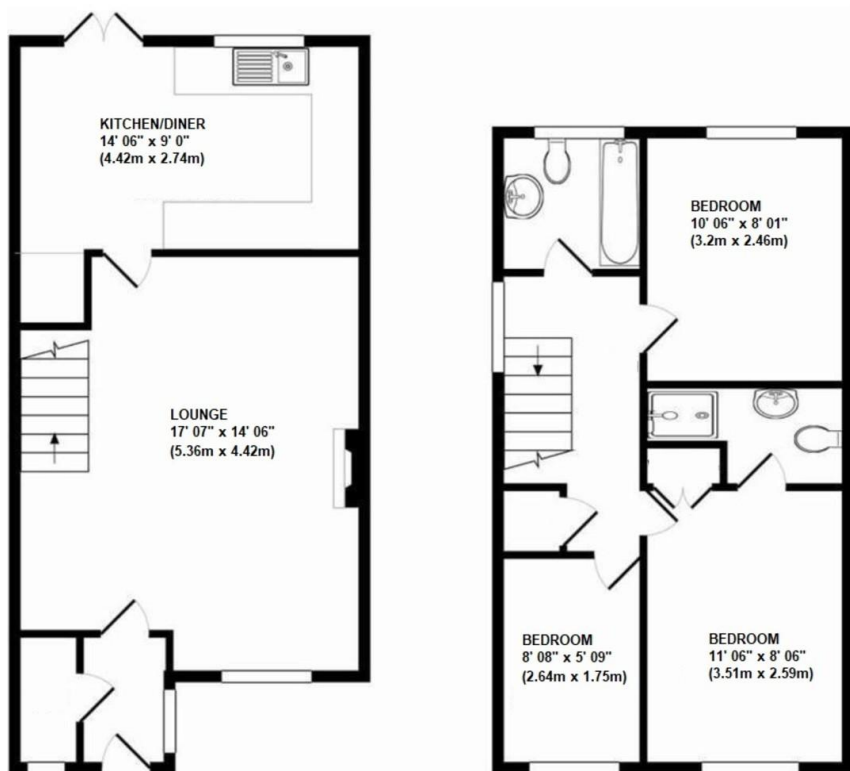 KITCHEN/DINER
14' 06" x 9' 0"
(4.42m x 2.74m)
LOUNGE
17' 07" x 14' 06"
(5.36m x 4.42m)
BEDROOM
10' 06" x 8' 01"
(3.2m x 2.46m)
BEDROOM
8' 08" x 5' 09"
(2.64m x 1.75m)
BEDROOM
11' 06" x 8' 06"
(3.51m x 2.59m)